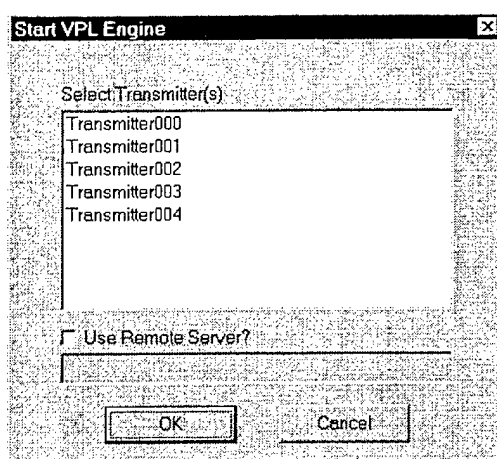 Start VPL Engine
Select Transmitter(s)
Transmitter000
Transmitter001
Transmitter002
Transmitter003
Transmitter004
Use Remote Server?
OK Cancel